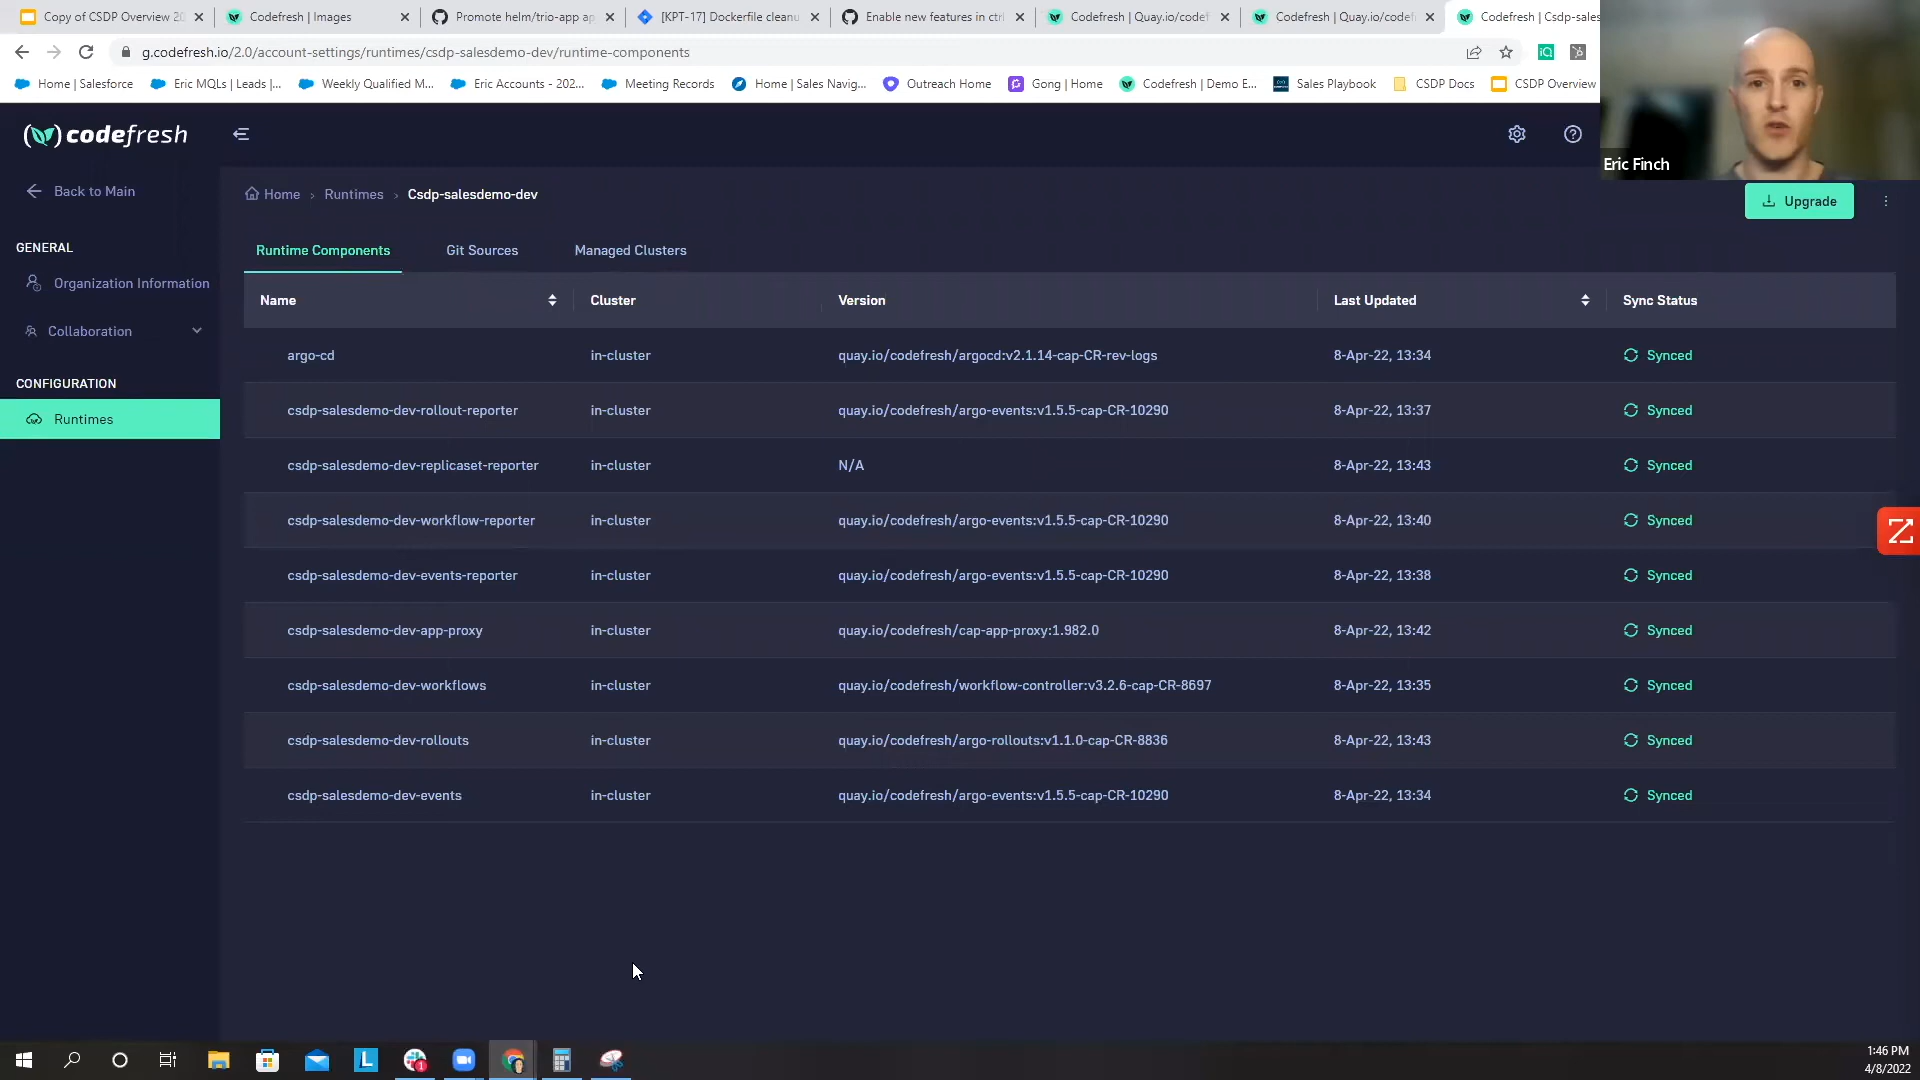 Copy of CSDP Overview 20
Codefresh | Images
Promote helm/trio-app ap
[KPT-17] Dockerfile cleanu
Enable new features in ctrl
Codefresh | Quay.io/codef
Codefresh | Quay.io/codef
Codefresh | Csdp-sales
g.codefresh.io/2.0/account-settings/runtimes/csdp-salesdemo-dev/runtime-components
Home | Salesforce
Eric MQLs | Leads |...
Weekly Qualified M...
Eric Accounts - 202...
Meeting Records
Home | Sales Navig...
Outreach Home
Gong | Home
Codefresh | Demo E...
Sales Playbook
CSDP Docs
CSDP Overview
Eric Finch
codefresh
Back to Main
Home › Runtimes › Csdp-salesdemo-dev
Upgrade
GENERAL
Organization Information
Collaboration
CONFIGURATION
Runtimes
Runtime Components Git Sources Managed Clusters
Name Cluster Version Last Updated Sync Status
argo-cd in-cluster quay.io/codefresh/argocd:v2.1.14-cap-CR-rev-logs 8-Apr-22, 13:34 Synced
csdp-salesdemo-dev-rollout-reporter in-cluster quay.io/codefresh/argo-events:v1.5.5-cap-CR-10290 8-Apr-22, 13:37 Synced
csdp-salesdemo-dev-replicaset-reporter in-cluster N/A 8-Apr-22, 13:43 Synced
csdp-salesdemo-dev-workflow-reporter in-cluster quay.io/codefresh/argo-events:v1.5.5-cap-CR-10290 8-Apr-22, 13:40 Synced
csdp-salesdemo-dev-events-reporter in-cluster quay.io/codefresh/argo-events:v1.5.5-cap-CR-10290 8-Apr-22, 13:38 Synced
csdp-salesdemo-dev-app-proxy in-cluster quay.io/codefresh/cap-app-proxy:1.982.0 8-Apr-22, 13:42 Synced
csdp-salesdemo-dev-workflows in-cluster quay.io/codefresh/workflow-controller:v3.2.6-cap-CR-8697 8-Apr-22, 13:35 Synced
csdp-salesdemo-dev-rollouts in-cluster quay.io/codefresh/argo-rollouts:v1.1.0-cap-CR-8836 8-Apr-22, 13:43 Synced
csdp-salesdemo-dev-events in-cluster quay.io/codefresh/argo-events:v1.5.5-cap-CR-10290 8-Apr-22, 13:34 Synced
1:46 PM
4/8/2022